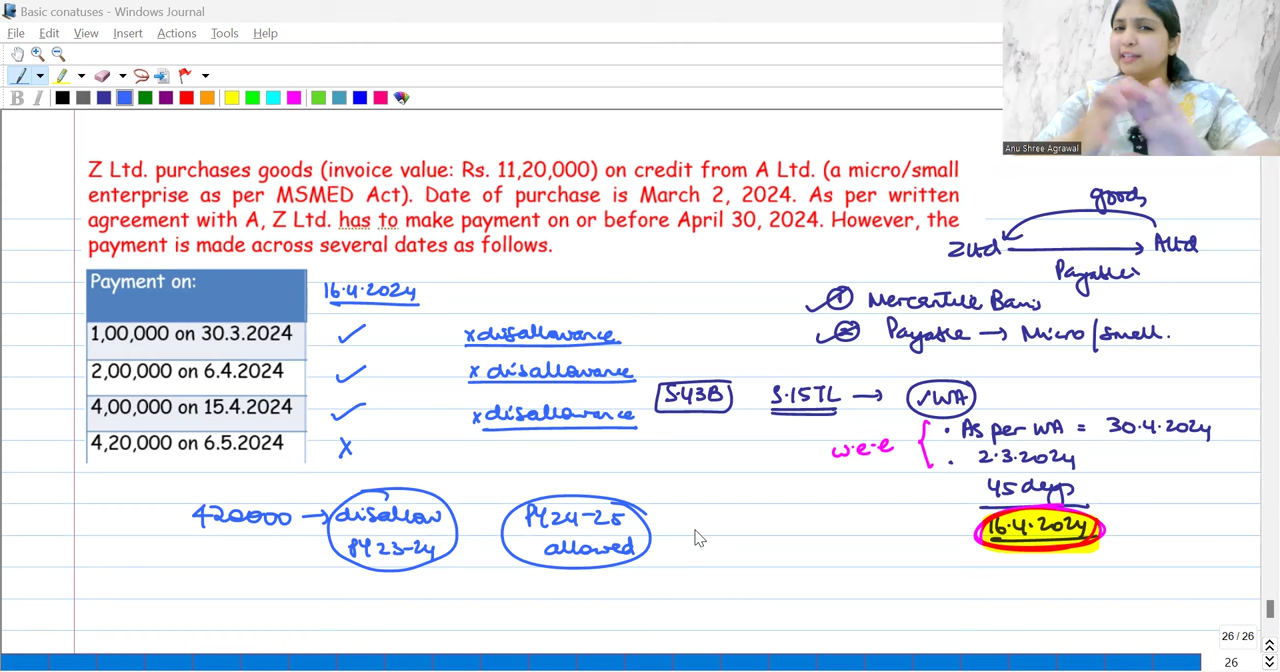 Basic conatuses - Windows Journal
File Edit View Insert Actions Tools Help
B I
Anu Shree Agrawal
Z Ltd. purchases goods (invoice value: Rs. 11,20,000) on credit from A Ltd. (a micro/small
enterprise as per MSMED Act). Date of purchase is March 2, 2024. As per written
agreement with A, Z Ltd. has to make payment on or before April 30, 2024. However, the
payment is made across several dates as follows.
goods
Z Ltd A Ltd
Payable
Payment on:
16.4.2024
1,00,000 on 30.3.2024 ✓ x disallowance
2,00,000 on 6.4.2024 ✓ x disallowance
4,00,000 on 15.4.2024 ✓ x disallowance
4,20,000 on 6.5.2024 x
① Mercantile Basis
② Payable → Micro/Small.
S.43B S.15TL → ✓WA
w.e.e
• As per WA = 30.4.2024
• 2.3.2024
45 days
16.4.2024
420000 → disallow
PY 23-24
PY 24-25
allowed
26 / 26
26